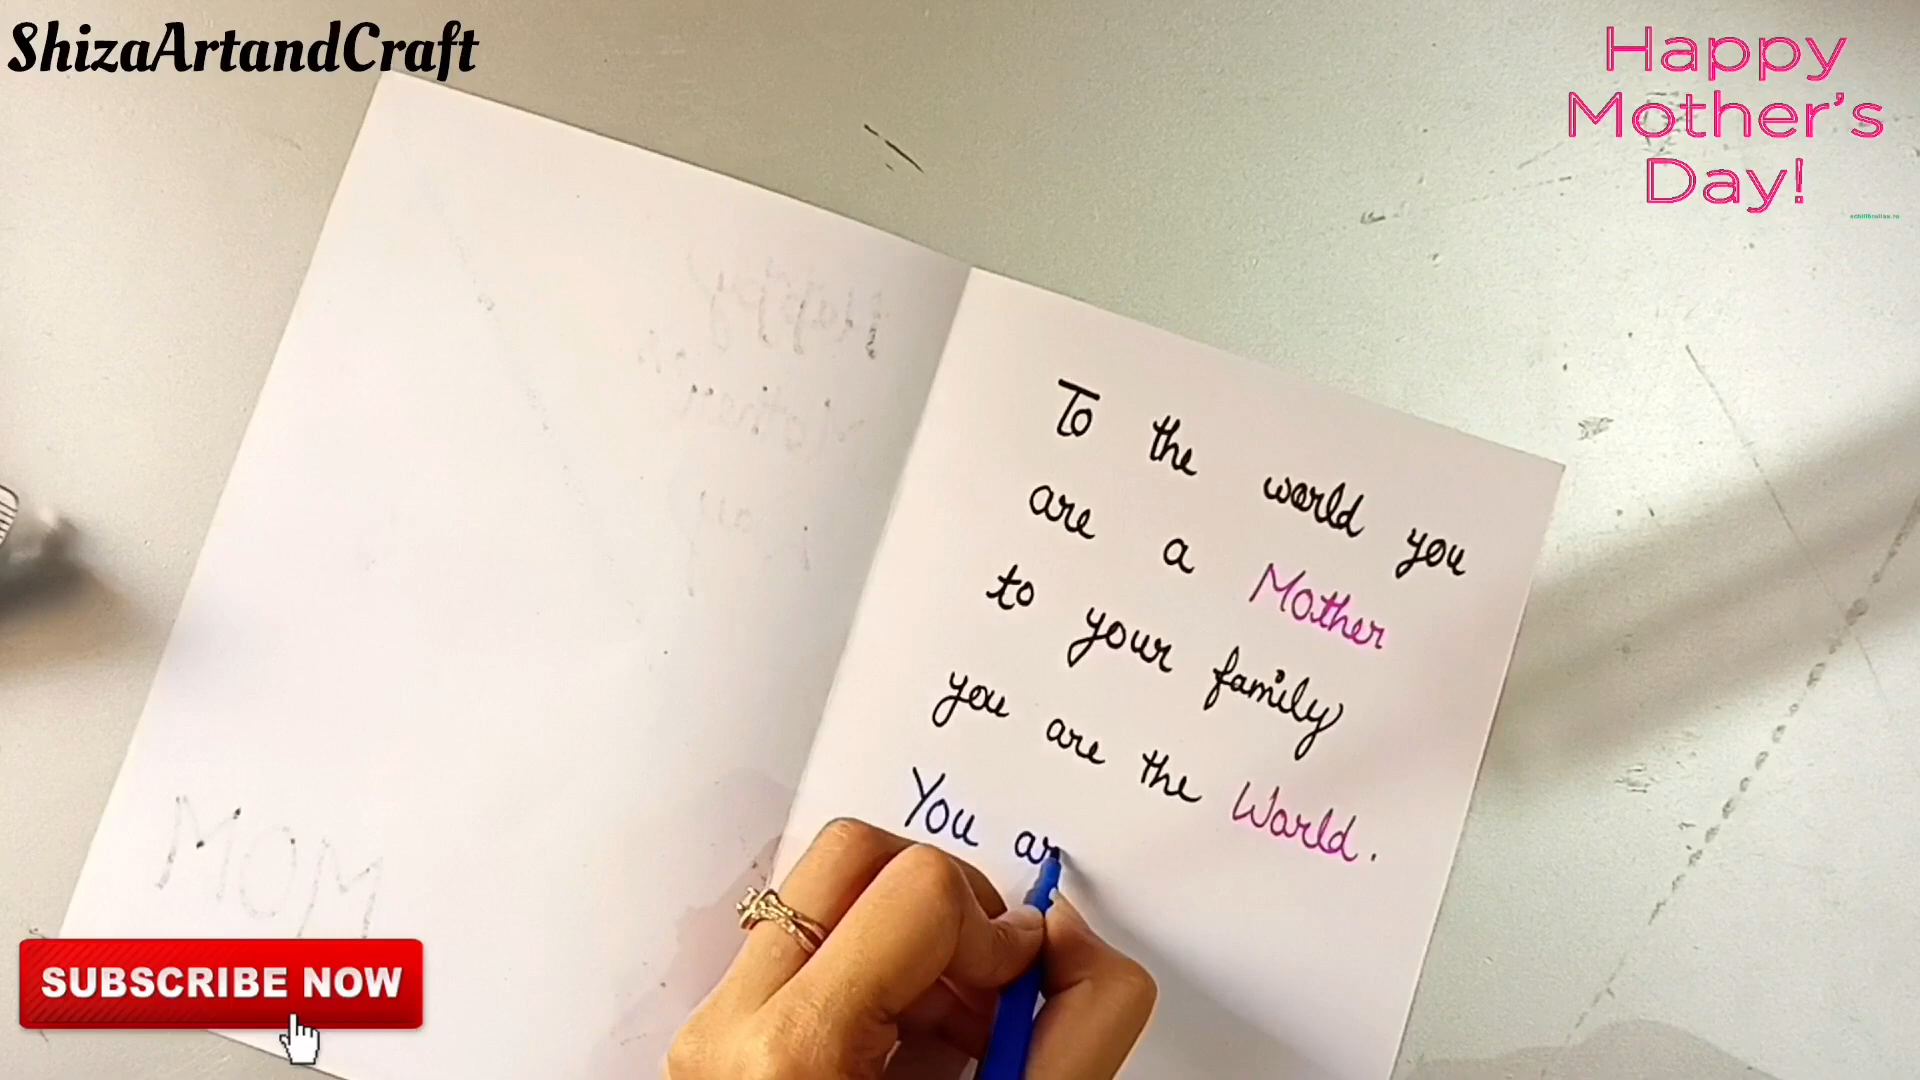 ShizaArtandCraft
Happy
Mother's
Day!
To the world you
are a Mother
to your family
you are the World.
You ar
MOM
SUBSCRIBE NOW